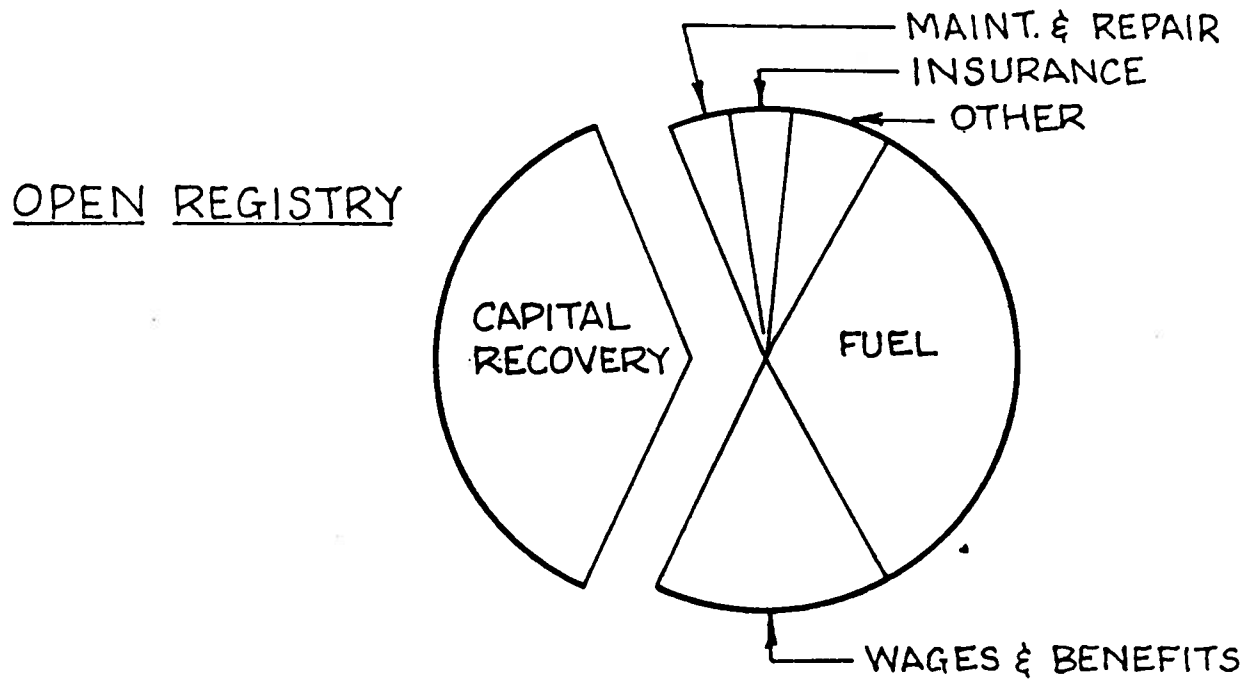 MAINT. & REPAIR
INSURANCE
OTHER
OPEN REGISTRY
CAPITAL
RECOVERY
FUEL
WAGES & BENEFITS